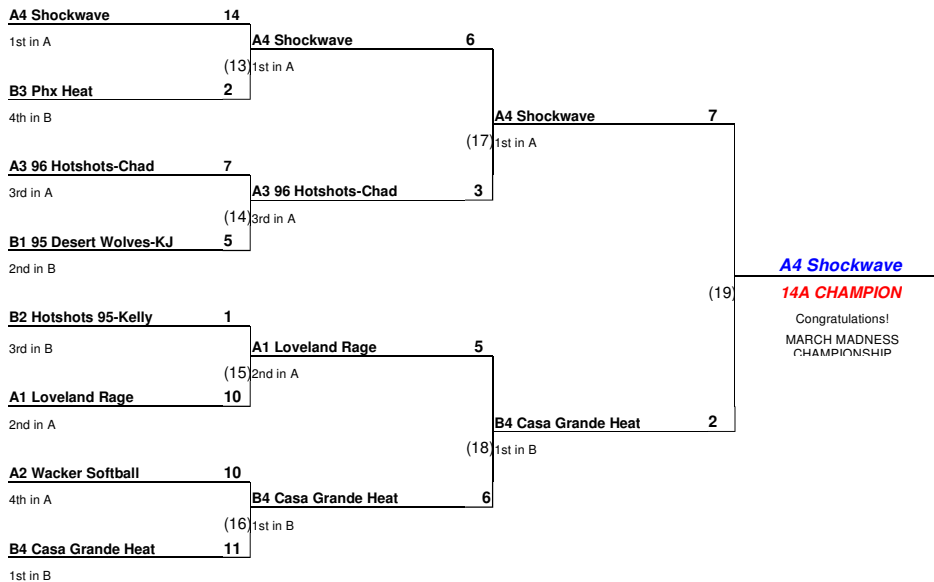 A4 Shockwave 14
1st in A
A4 Shockwave 6
(13) 1st in A
B3 Phx Heat 2
4th in B
A4 Shockwave 7
(17) 1st in A
A3 96 Hotshots-Chad 7
3rd in A
A3 96 Hotshots-Chad 3
(14) 3rd in A
B1 95 Desert Wolves-KJ 5
2nd in B
A4 Shockwave
(19) 14A CHAMPION
Congratulations!
MARCH MADNESS
CHAMPIONSHIP
B2 Hotshots 95-Kelly 1
3rd in B
A1 Loveland Rage 5
(15) 2nd in A
A1 Loveland Rage 10
2nd in A
B4 Casa Grande Heat 2
(18) 1st in B
A2 Wacker Softball 10
4th in A
B4 Casa Grande Heat 6
(16) 1st in B
B4 Casa Grande Heat 11
1st in B